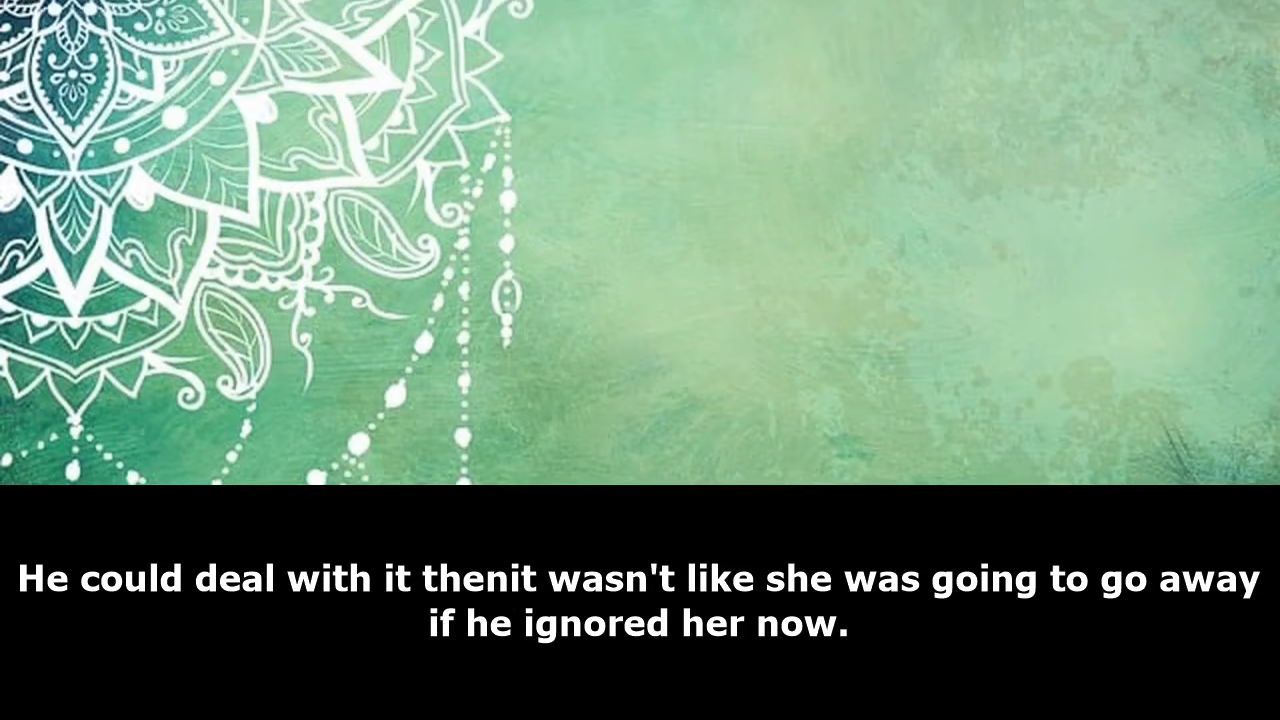 He could deal with it thenit wasn't like she was going to go away
if he ignored her now.